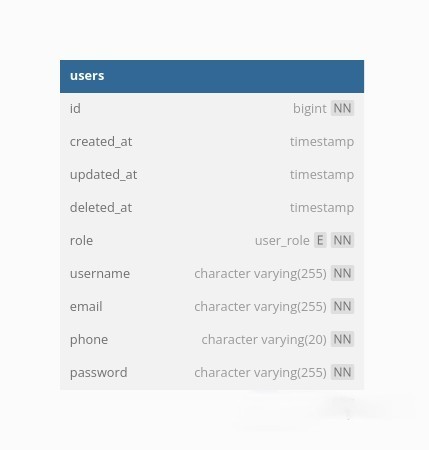 users
id bigint NN
created_at timestamp
updated_at timestamp
deleted_at timestamp
role user_role E NN
username character varying(255) NN
email character varying(255) NN
phone character varying(20) NN
password character varying(255) NN